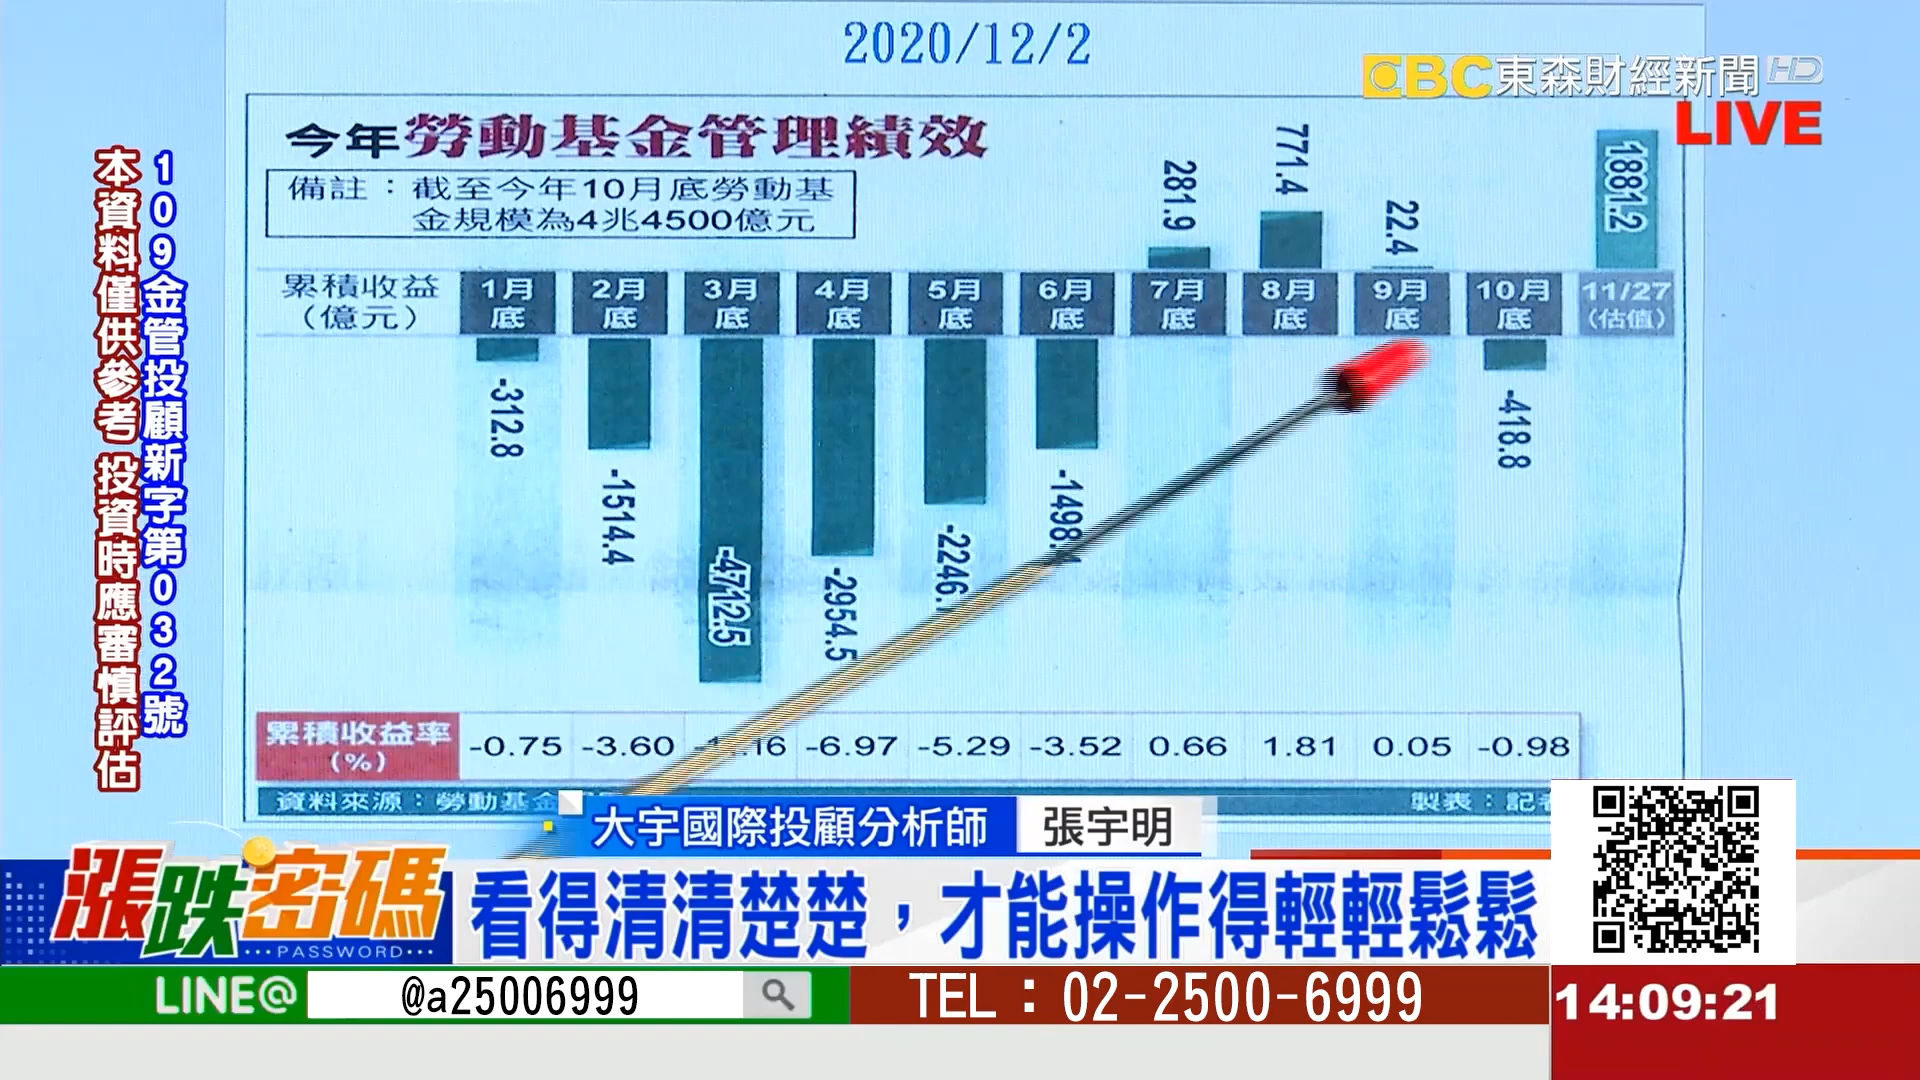 2020/12/2
EBC東森財經新聞HD
LIVE
109金管投顧新字第032號
本資料僅供參考 投資時應審慎評估
今年勞動基金管理績效
備註：截至今年10月底勞動基
金規模為4兆4500億元
281.9 771.4 22.4 1881.2
累積收益（億元） 1月底 2月底 3月底 4月底 5月底 6月底 7月底 8月底 9月底 10月底 11/27（估值）
-312.8 -1514.4 -4712.5 -2954.5 -2246. -1498. -418.8
累積收益率（%） -0.75 -3.60 -6.97 -5.29 -3.52 0.66 1.81 0.05 -0.98
資料來源：勞動基金
製表：記
大宇國際投顧分析師 張宇明
漲跌密碼
PASSWORD
看得清清楚楚，才能操作得輕輕鬆鬆
LINE@ @a25006999
TEL：02-2500-6999
14:09:21